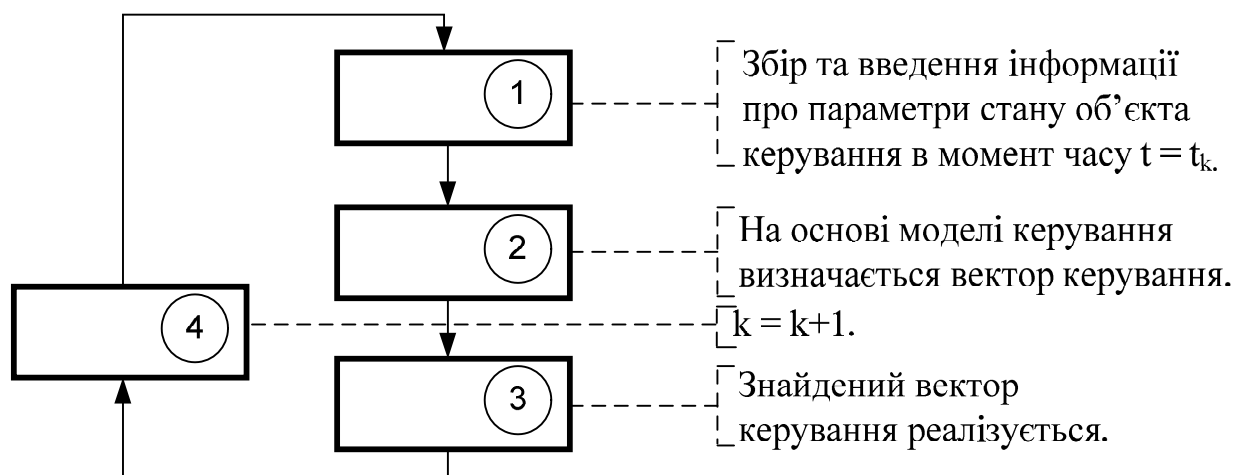 1
Збір та введення інформації
про параметри стану об’єкта
керування в момент часу t = tk.
2
На основі моделі керування
визначається вектор керування.
4
k = k+1.
3
Знайдений вектор
керування реалізується.